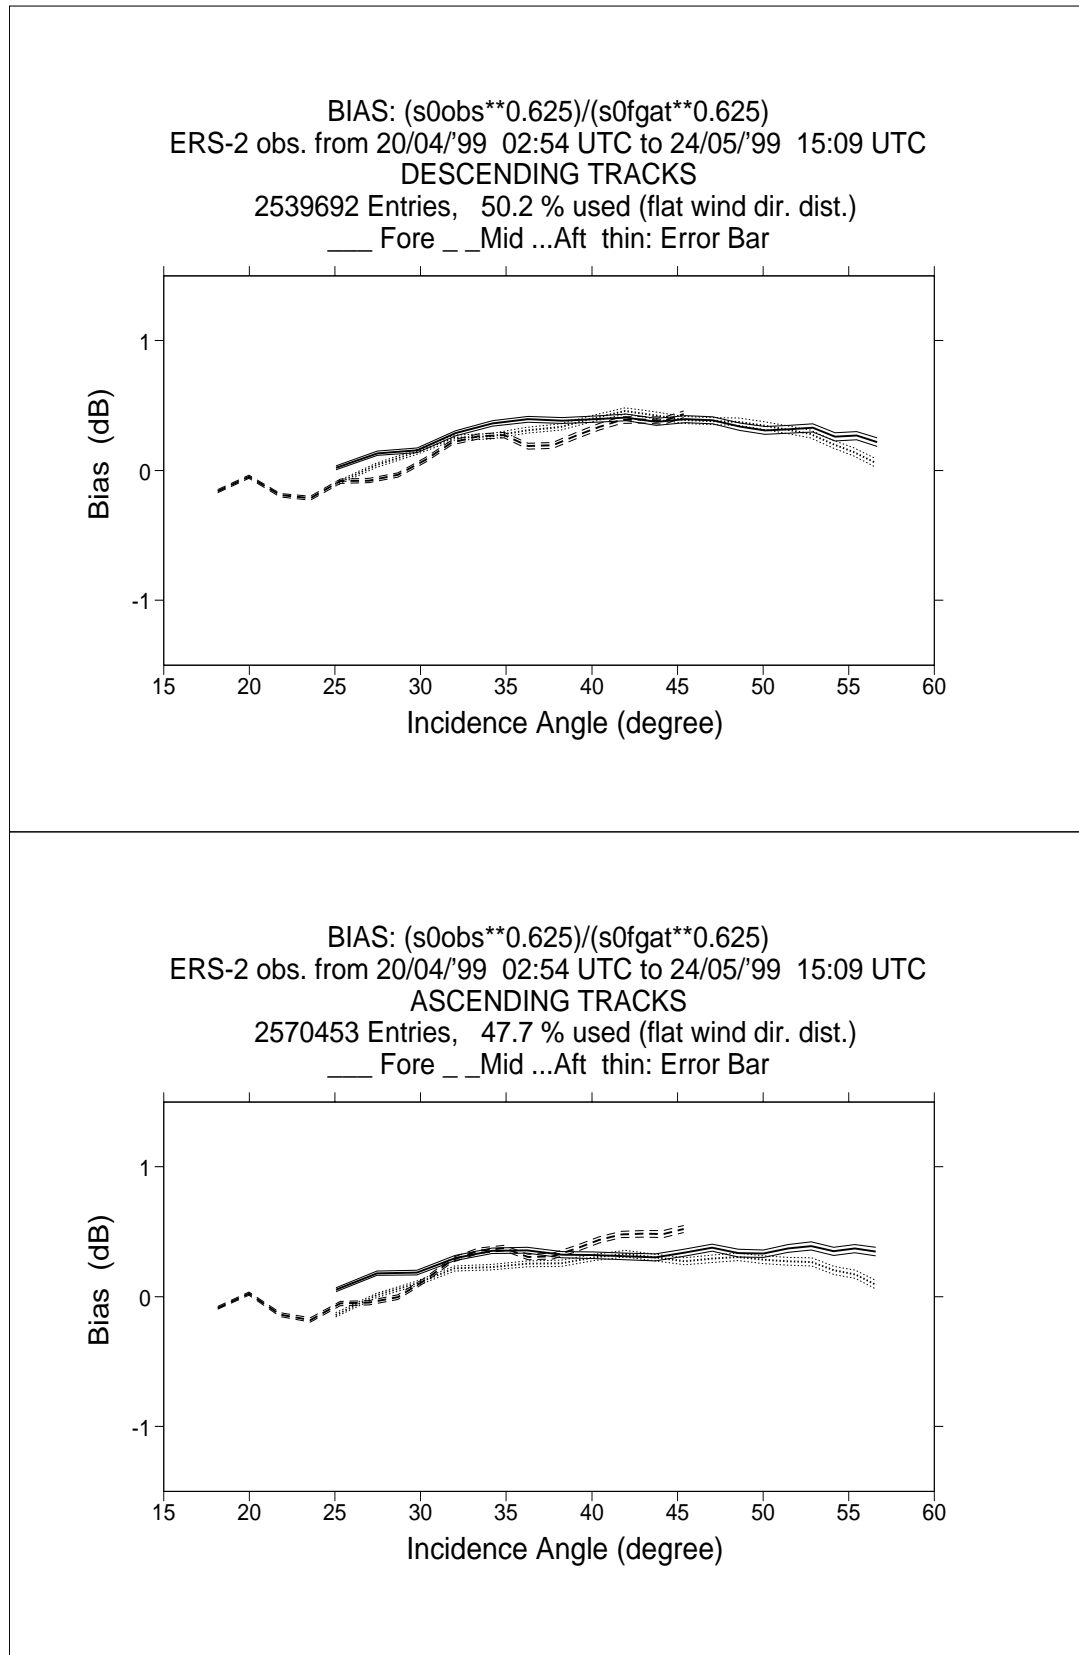 BIAS: (s0obs**0.625)/(s0fgat**0.625)
ERS-2 obs. from 20/04/'99 02:54 UTC to 24/05/'99 15:09 UTC
DESCENDING TRACKS
2539692 Entries, 50.2 % used (flat wind dir. dist.)
___ Fore _ _Mid ...Aft thin: Error Bar
1
0
-1
Bias (dB)
15 20 25 30 35 40 45 50 55 60
Incidence Angle (degree)
BIAS: (s0obs**0.625)/(s0fgat**0.625)
ERS-2 obs. from 20/04/'99 02:54 UTC to 24/05/'99 15:09 UTC
ASCENDING TRACKS
2570453 Entries, 47.7 % used (flat wind dir. dist.)
___ Fore _ _Mid ...Aft thin: Error Bar
1
0
-1
Bias (dB)
15 20 25 30 35 40 45 50 55 60
Incidence Angle (degree)